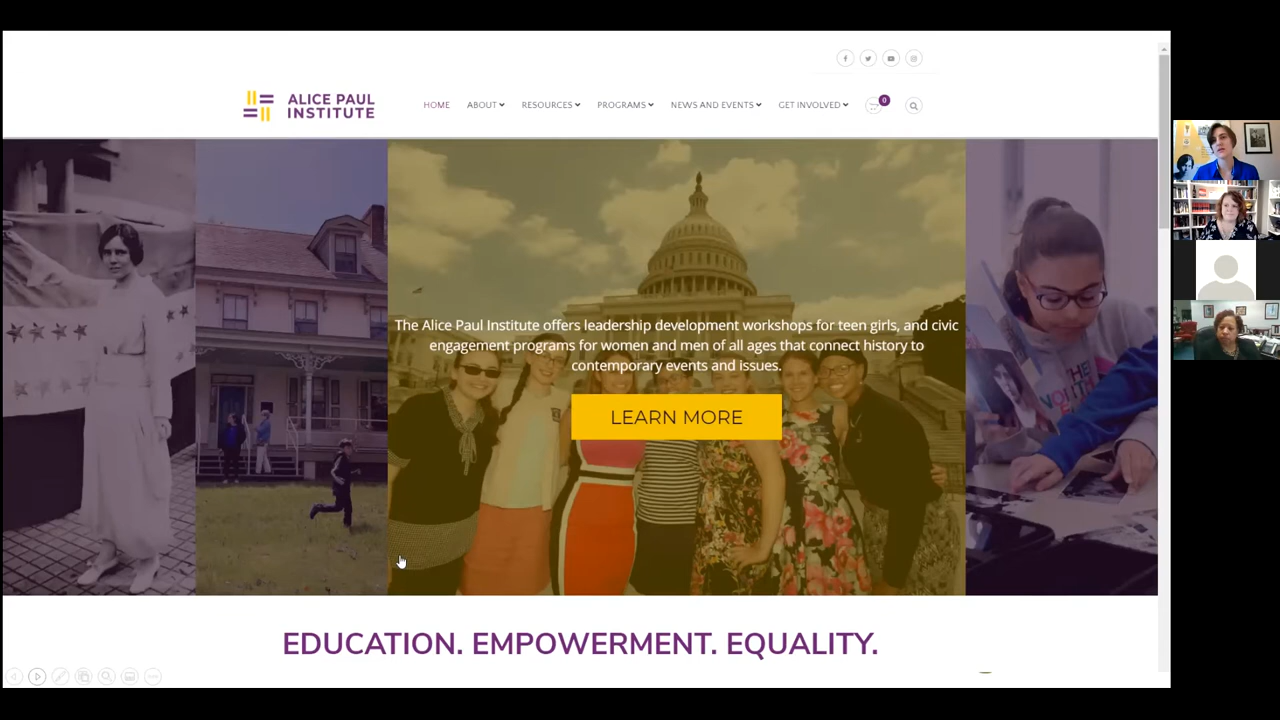 ALICE PAUL
INSTITUTE
HOME ABOUT RESOURCES PROGRAMS NEWS AND EVENTS GET INVOLVED 0
The Alice Paul Institute offers leadership development workshops for teen girls, and civic
engagement programs for women and men of all ages that connect history to
contemporary events and issues.
LEARN MORE
EDUCATION. EMPOWERMENT. EQUALITY.